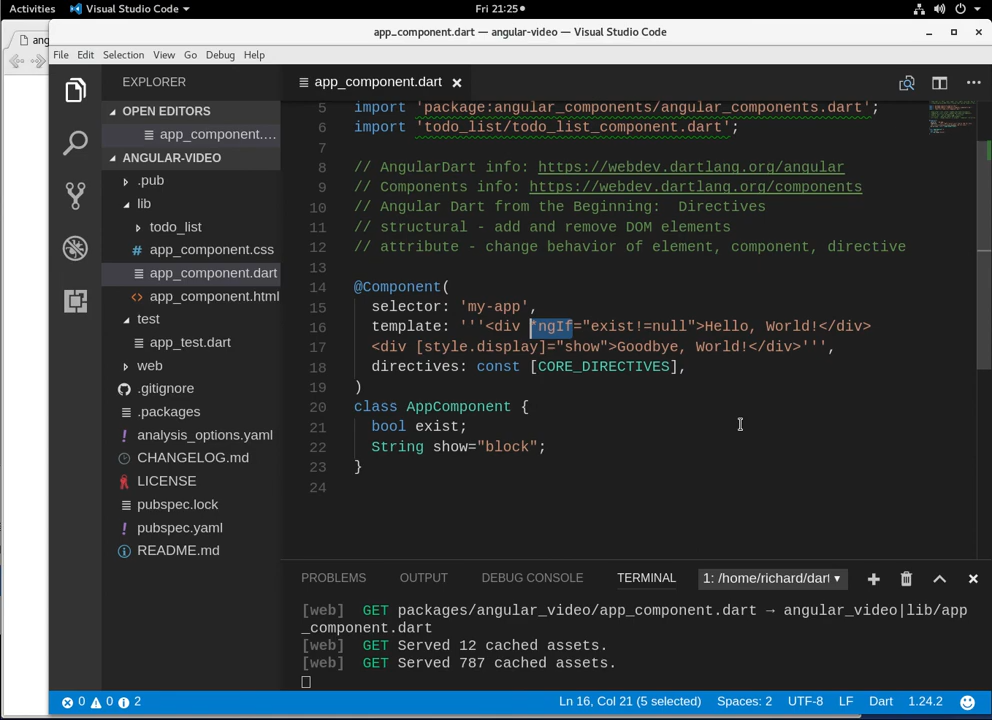 Activities
Visual Studio Code
Fri 21:25
ang
app_component.dart — angular-video — Visual Studio Code
File Edit Selection View Go Debug Help
EXPLORER
OPEN EDITORS
app_component....
ANGULAR-VIDEO
.pub
lib
todo_list
app_component.css
app_component.dart
app_component.html
test
app_test.dart
web
.gitignore
.packages
analysis_options.yaml
CHANGELOG.md
LICENSE
pubspec.lock
pubspec.yaml
README.md
app_component.dart
5 import 'package:angular_components/angular_components.dart';
6 import 'todo_list/todo_list_component.dart';
7
8 // AngularDart info: https://webdev.dartlang.org/angular
9 // Components info: https://webdev.dartlang.org/components
10 // Angular Dart from the Beginning:  Directives
11 // structural - add and remove DOM elements
12 // attribute - change behavior of element, component, directive
13
14 @Component(
15   selector: 'my-app',
16   template: '''<div *ngIf="exist!=null">Hello, World!</div>
17   <div [style.display]="show">Goodbye, World!</div>''',
18   directives: const [CORE_DIRECTIVES],
19 )
20 class AppComponent {
21   bool exist;
22   String show="block";
23 }
24
PROBLEMS OUTPUT DEBUG CONSOLE TERMINAL 1: /home/richard/dart
[web] GET packages/angular_video/app_component.dart → angular_video|lib/app
_component.dart
[web] GET Served 12 cached assets.
[web] GET Served 787 cached assets.
0 0 2 Ln 16, Col 21 (5 selected) Spaces: 2 UTF-8 LF Dart 1.24.2